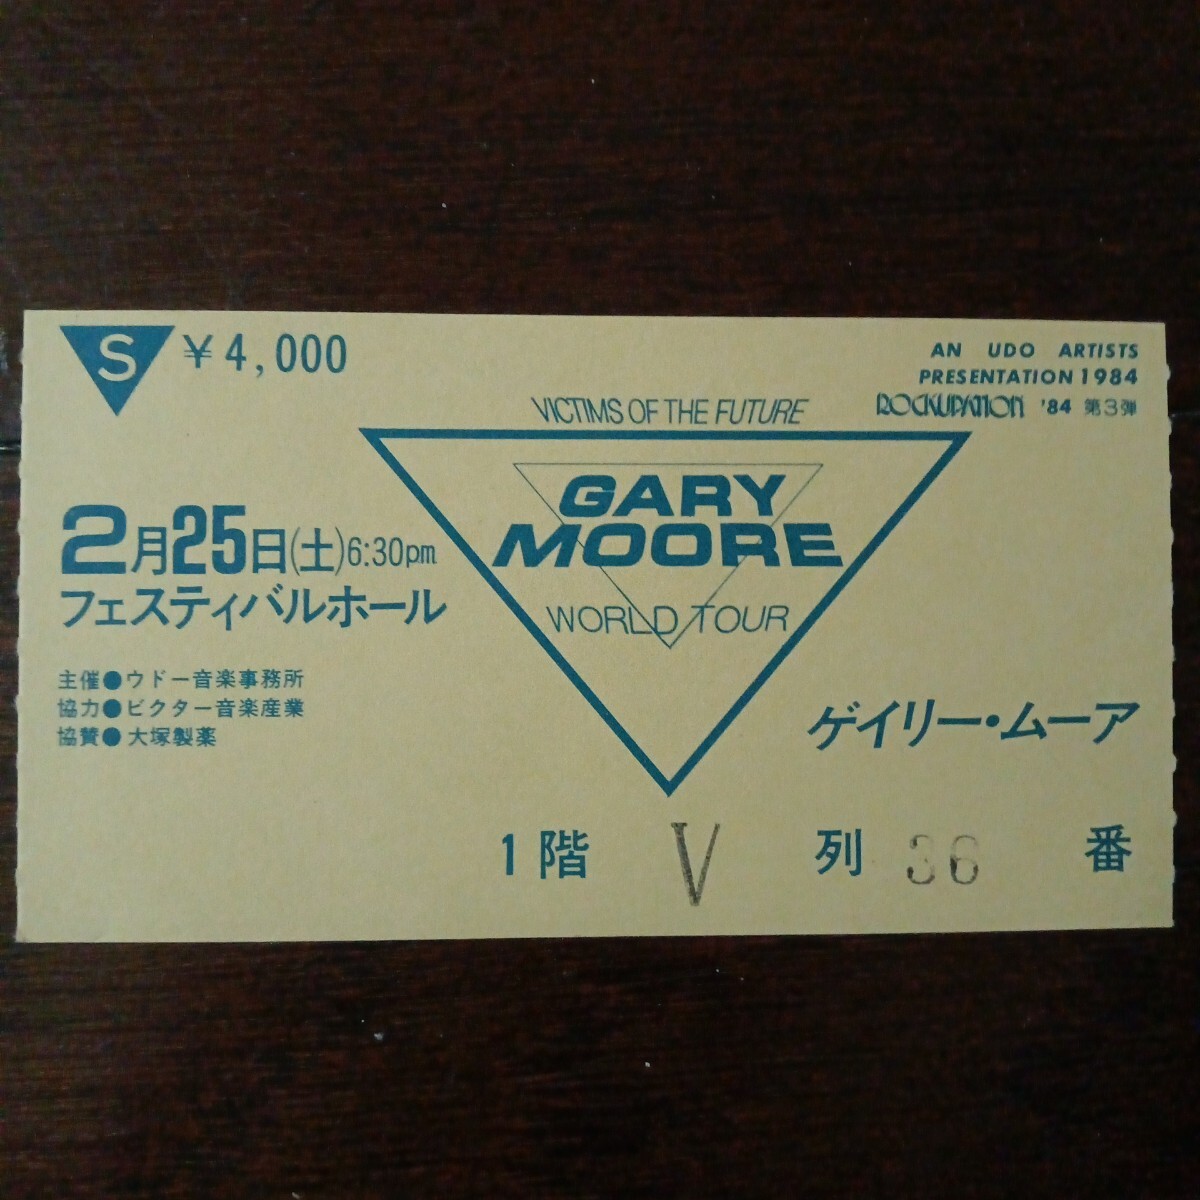 S ￥4,000
AN UDO ARTISTS
PRESENTATION 1984
ROCKUPATION '84 第3弾
VICTIMS OF THE FUTURE
GARY
MOORE
WORLD TOUR
2月25日(土)6:30pm
フェスティバルホール
主催●ウドー音楽事務所
協力●ビクター音楽産業
協賛●大塚製薬
ゲイリー・ムーア
1階 V 列 36 番